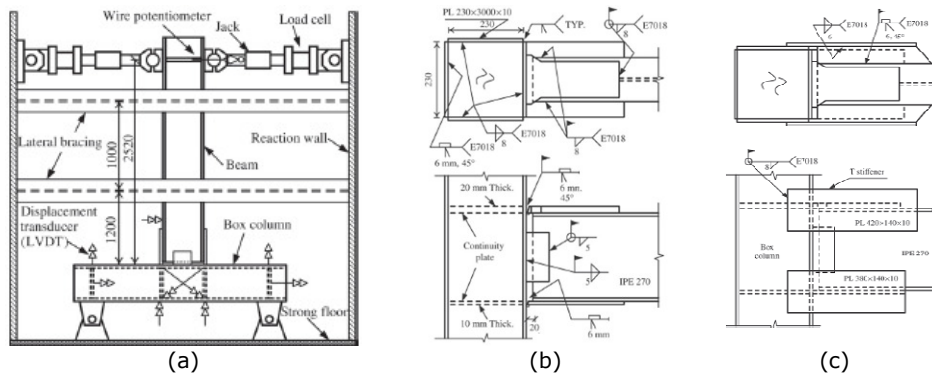 Wire potentiometer
Jack
Load cell
Lateral bracing
1000
2520
Reaction wall
Beam
Displacement
transducer
(LVDT)
1200
Box column
Strong floor
(a)
PL 230×3000×10
230
TYP.
E7018
8
230
E7018
8
E7018
8
E7018
6 mm, 45°
20 mm Thick.
6 mm,
45°
Continuity
plate
5
IPE 270
5
10 mm Thick.
20
6 mm
(b)
E7018
6
E7018
6, 45°
E7018
8
T stiffener
PL 420×140×10
Box
column
IPE 270
PL 380×140×10
(c)